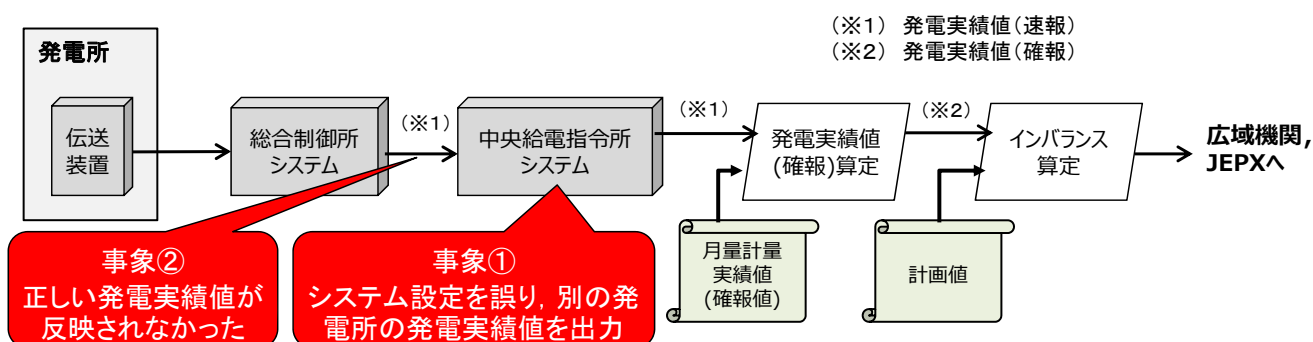 (※1) 発電実績値(速報)
(※2) 発電実績値(確報)
発電所
伝送
装置
総合制御所
システム
(※1)
中央給電指令所
システム
(※1)
発電実績値
(確報)算定
(※2)
インバランス
算定
広域機関,
JEPXへ
月量計量
実績値
(確報値)
計画値
事象②
正しい発電実績値が
反映されなかった
事象①
システム設定を誤り, 別の発
電所の発電実績値を出力